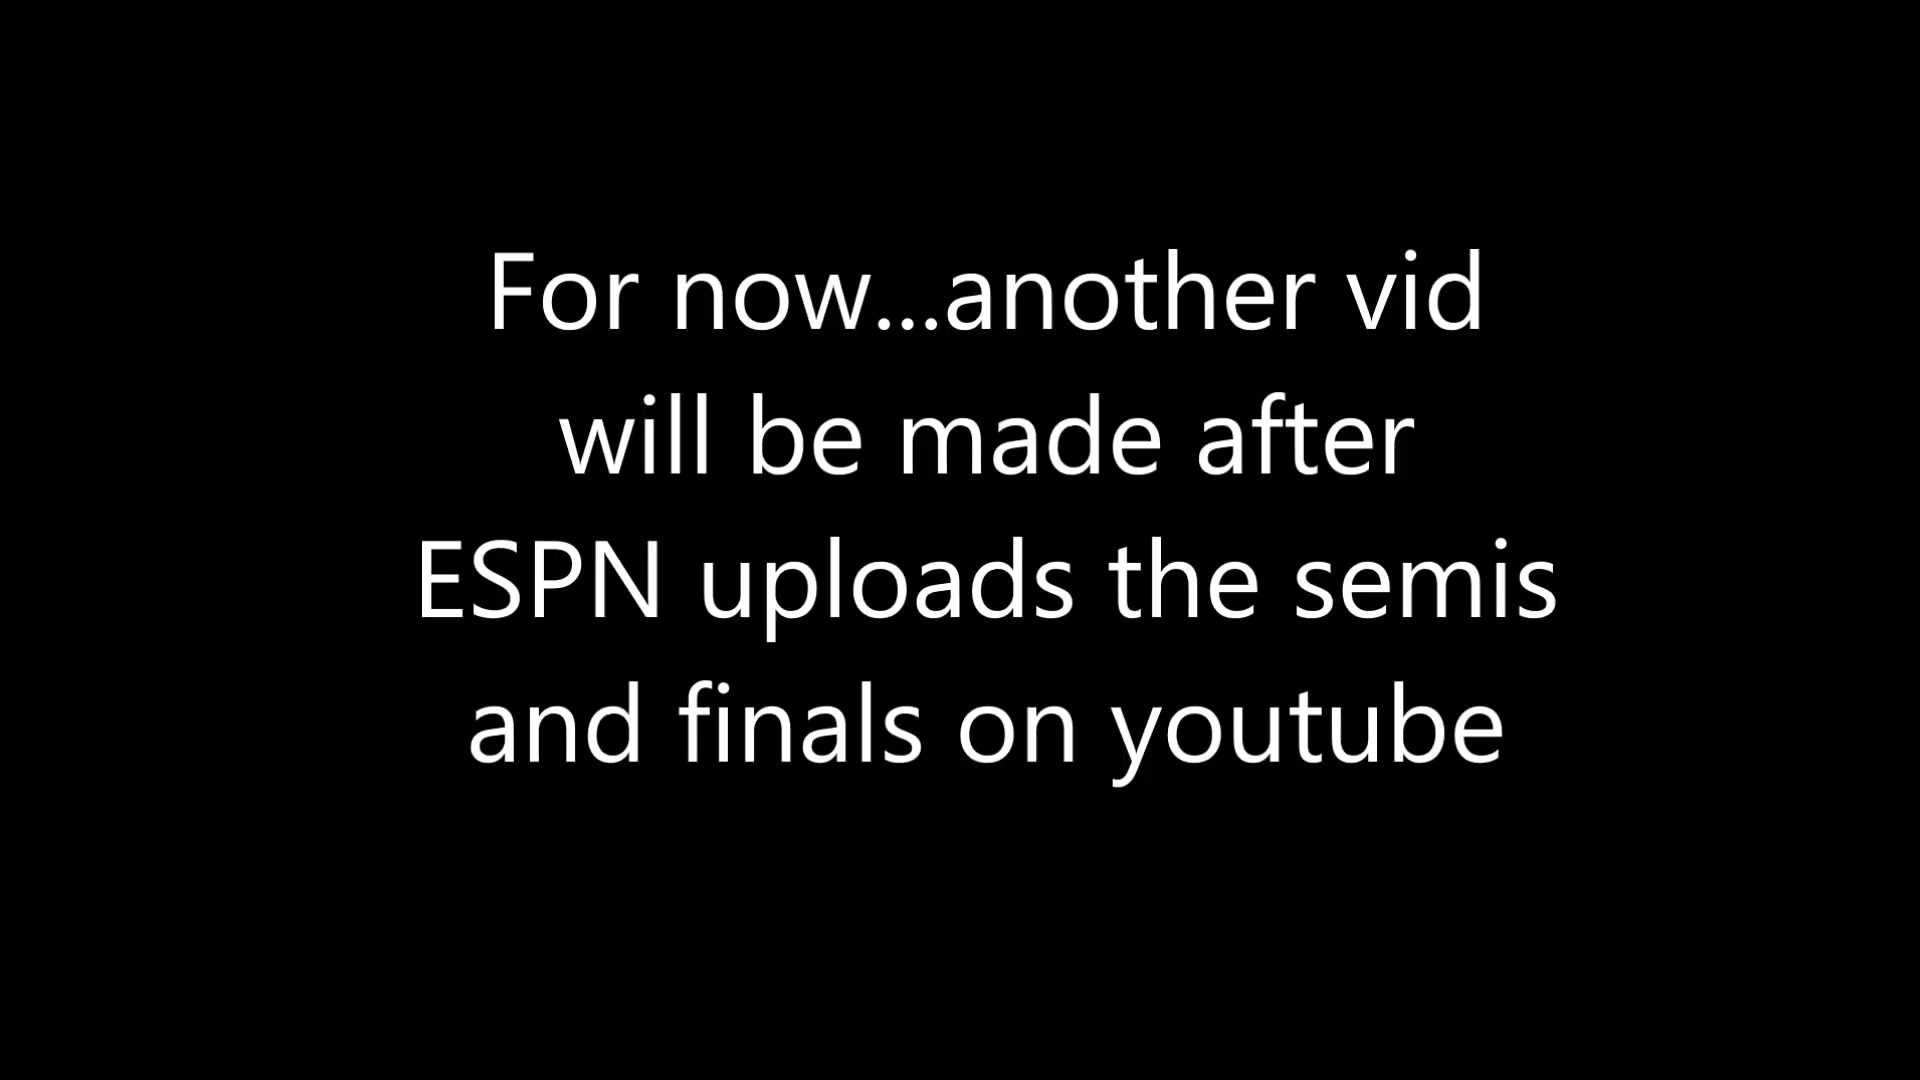 For now...another vid
will be made after
ESPN uploads the semis
and finals on youtube